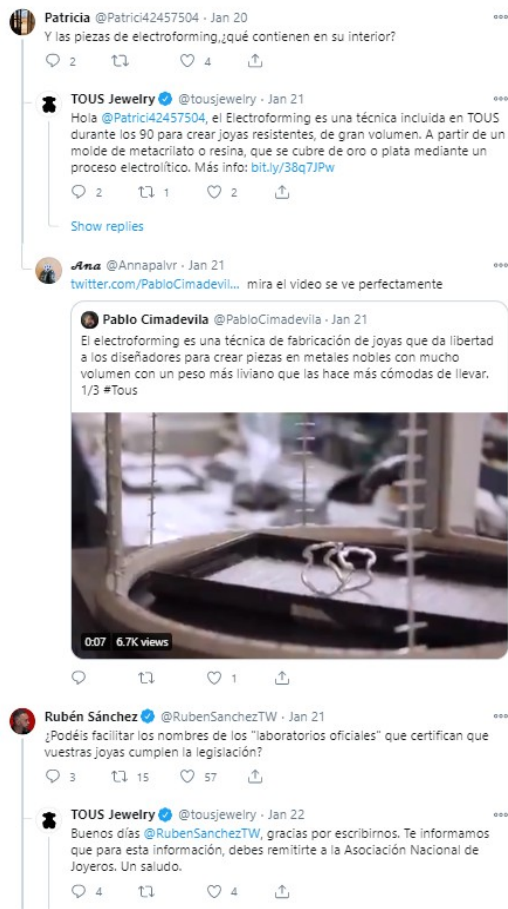 Patricia @Patrici42457504 · Jan 20
Y las piezas de electroforming,¿qué contienen en su interior?
2 4
TOUS Jewelry @tousjewelry · Jan 21
Hola @Patrici42457504, el Electroforming es una técnica incluida en TOUS
durante los 90 para crear joyas resistentes, de gran volumen. A partir de un
molde de metacrilato o resina, que se cubre de oro o plata mediante un
proceso electrolítico. Más info: bit.ly/38q7JPw
2 1 2
Show replies
Ana @Annapalvr · Jan 21
twitter.com/PabloCimadevil... mira el video se ve perfectamente
Pablo Cimadevila @PabloCimadevila · Jan 21
El electroforming es una técnica de fabricación de joyas que da libertad
a los diseñadores para crear piezas en metales nobles con mucho
volumen con un peso más liviano que las hace más cómodas de llevar.
1/3 #Tous
0:07 6.7K views
1
Rubén Sánchez @RubenSanchezTW · Jan 21
¿Podéis facilitar los nombres de los "laboratorios oficiales" que certifican que
vuestras joyas cumplen la legislación?
3 15 57
TOUS Jewelry @tousjewelry · Jan 22
Buenos días @RubenSanchezTW, gracias por escribirnos. Te informamos
que para esta información, debes remitirte a la Asociación Nacional de
Joyeros. Un saludo.
4 4